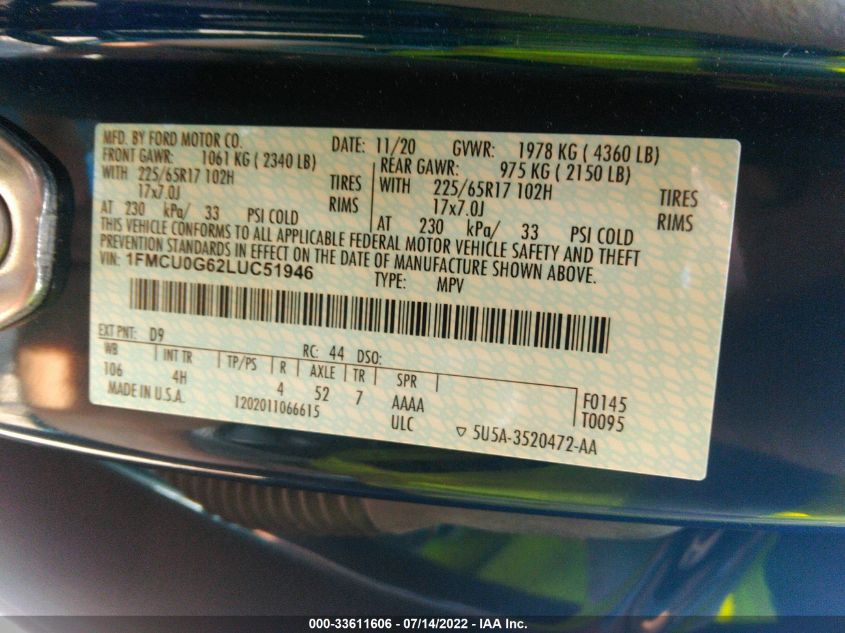 MFD. BY FORD MOTOR CO. DATE: 11/20 GVWR: 1978 KG ( 4360 LB)
FRONT GAWR: 1061 KG ( 2340 LB) REAR GAWR: 975 KG ( 2150 LB)
WITH 225/65R17 102H TIRES WITH 225/65R17 102H TIRES
17x7.0J RIMS 17x7.0J RIMS
AT 230 kPa/ 33 PSI COLD AT 230 kPa/ 33 PSI COLD
THIS VEHICLE CONFORMS TO ALL APPLICABLE FEDERAL MOTOR VEHICLE SAFETY AND THEFT
PREVENTION STANDARDS IN EFFECT ON THE DATE OF MANUFACTURE SHOWN ABOVE.
VIN: 1FMCU0G62LUC51946 TYPE: MPV
EXT PNT: D9 RC: 44 DSO:
WB INT TR TP/PS R AXLE TR SPR
106 4H 4 52 7 AAAA F0145
MADE IN U.S.A. 1202011066615 ULC T0095
▽ 5U5A-3520472-AA
000-33611606 - 07/14/2022 - IAA Inc.